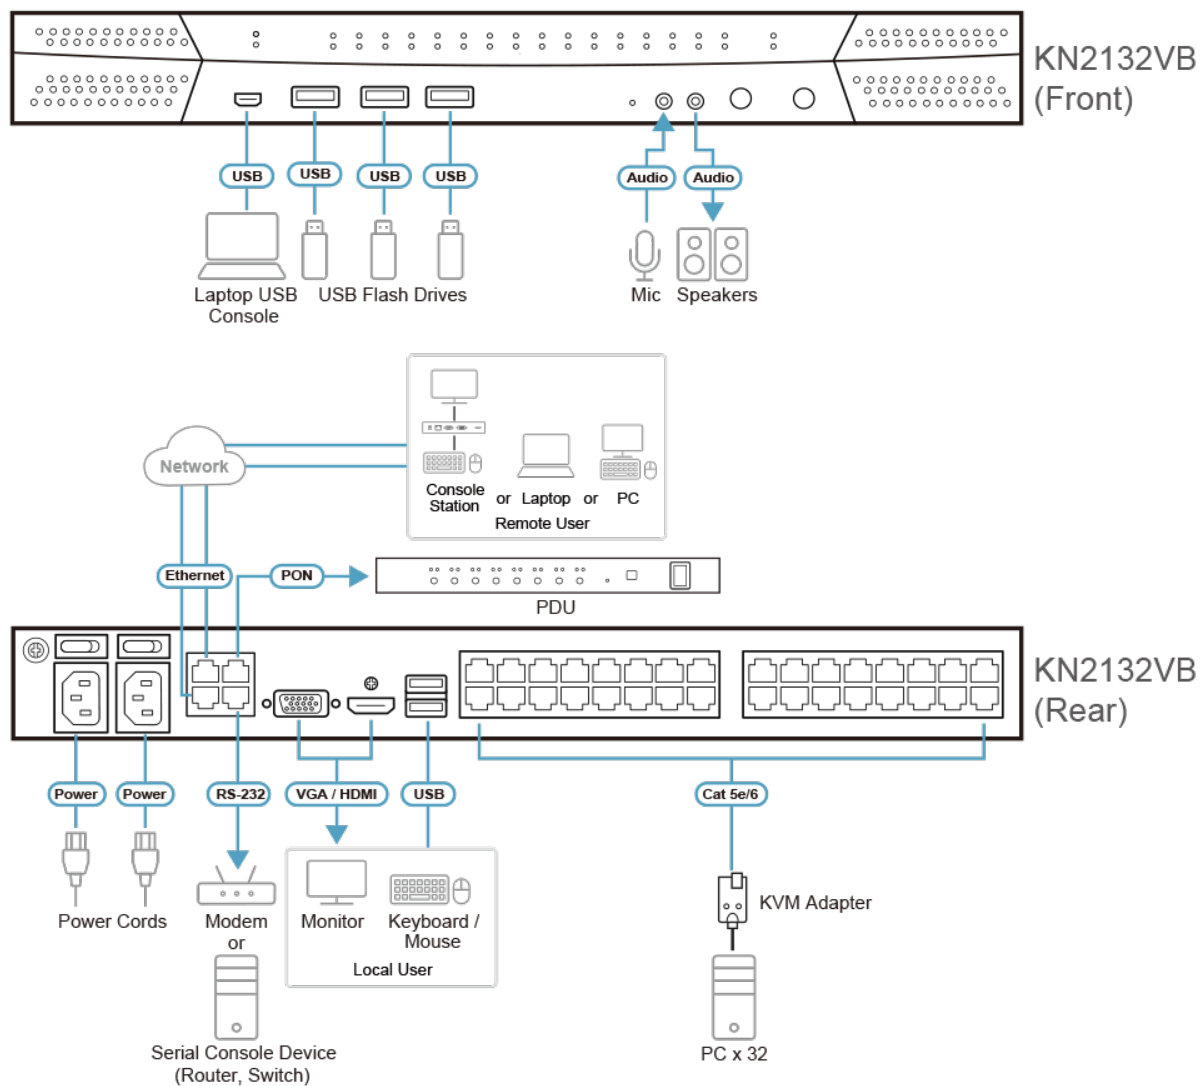 KN2132VB
(Front)
USB
USB
USB
USB
Audio
Audio
Laptop USB
Console
USB Flash Drives
Mic
Speakers
Network
Console
Station
or
Laptop
or
PC
Remote User
Ethernet
PON
PDU
KN2132VB
(Rear)
Power
Power
RS-232
VGA / HDMI
USB
Cat 5e/6
Power Cords
Modem
or
Serial Console Device
(Router, Switch)
Monitor
Keyboard /
Mouse
Local User
KVM Adapter
PC x 32